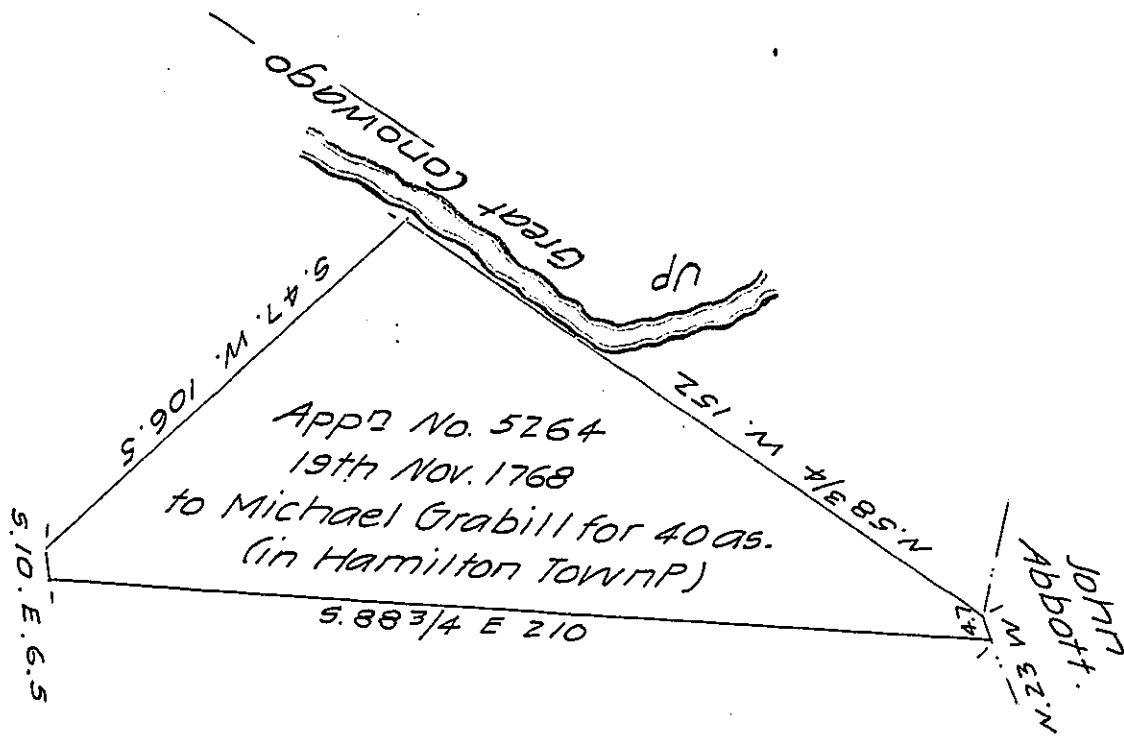 Great Conowago
UP
S. 47. W. 106.5
N. 58 3/4 W. 152
Appn No. 5264
19th Nov. 1768
to Michael Grabill for 40 as.
(in Hamilton TownP)
S. 88 3/4 E 210
S. 10. E. 6.5
4.7
N. 23 W
John
Abbott.